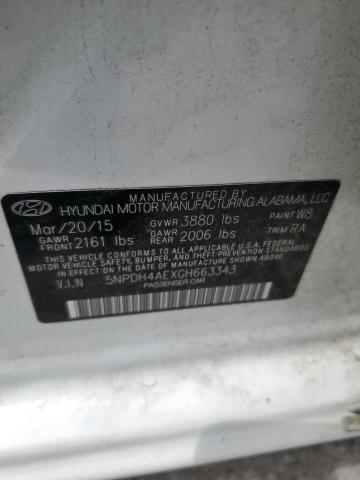 MANUFACTURED BY
HYUNDAI MOTOR MANUFACTURING ALABAMA, LLC
Mar/20/15 GVWR 3880 lbs PAINT W8
GAWR FRONT 2161 lbs GAWR REAR 2006 lbs TRIM RA
THIS VEHICLE CONFORMS TO ALL APPLICABLE U.S. FEDERAL
MOTOR VEHICLE SAFETY, BUMPER, AND THEFT PREVENTION
STANDARDS IN EFFECT ON THE DATE OF MANUFACTURE SHOWN ABOVE.
V.I.N 5NPDH4AEXGH663343
PASSENGER CAR